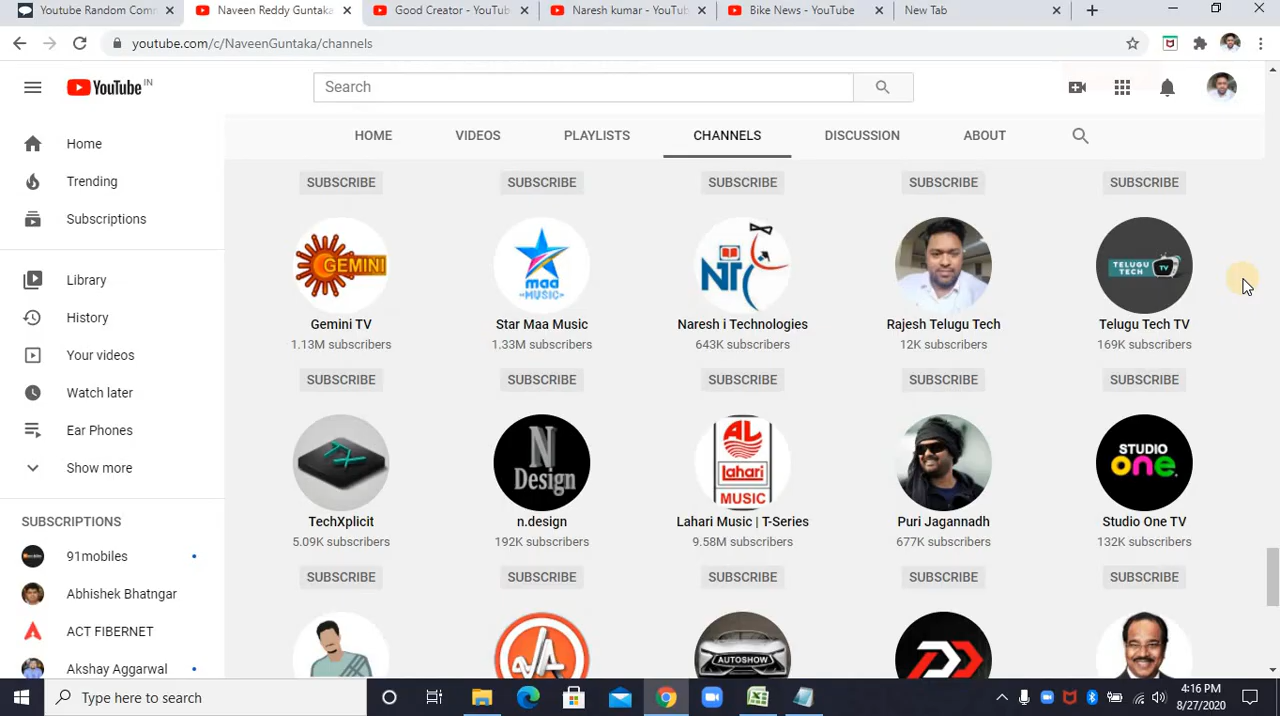 Youtube Random Comm
Naveen Reddy Guntaka
Good Creator - YouTub
Naresh kumar - YouTu
Bike News - YouTube
New Tab
youtube.com/c/NaveenGuntaka/channels
YouTube IN
Search
HOME
VIDEOS
PLAYLISTS
CHANNELS
DISCUSSION
ABOUT
Home
Trending
Subscriptions
Library
History
Your videos
Watch later
Ear Phones
Show more
SUBSCRIPTIONS
91mobiles
Abhishek Bhatngar
ACT FIBERNET
Akshay Aggarwal
SUBSCRIBE SUBSCRIBE SUBSCRIBE SUBSCRIBE SUBSCRIBE
GEMINI
maa
MUSIC
NTC
TELUGU
TECH
TV
Gemini TV
1.13M subscribers
SUBSCRIBE
Star Maa Music
1.33M subscribers
SUBSCRIBE
Naresh i Technologies
643K subscribers
SUBSCRIBE
Rajesh Telugu Tech
12K subscribers
SUBSCRIBE
Telugu Tech TV
169K subscribers
SUBSCRIBE
TX
N
Design
AL
Lahari
MUSIC
STUDIO
one
TechXplicit
5.09K subscribers
SUBSCRIBE
n.design
192K subscribers
SUBSCRIBE
Lahari Music | T-Series
9.58M subscribers
SUBSCRIBE
Puri Jagannadh
677K subscribers
SUBSCRIBE
Studio One TV
132K subscribers
SUBSCRIBE
AUTOSHOW
Type here to search
4:16 PM
8/27/2020